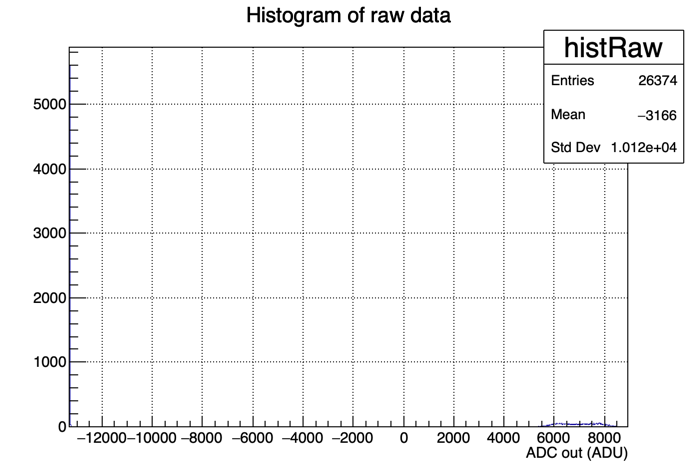 Histogram of raw data
histRaw
Entries 26374
Mean −3166
Std Dev 1.012e+04
5000
4000
3000
2000
1000
0
−12000 −10000 −8000 −6000 −4000 −2000 0 2000 4000 6000 8000
ADC out (ADU)